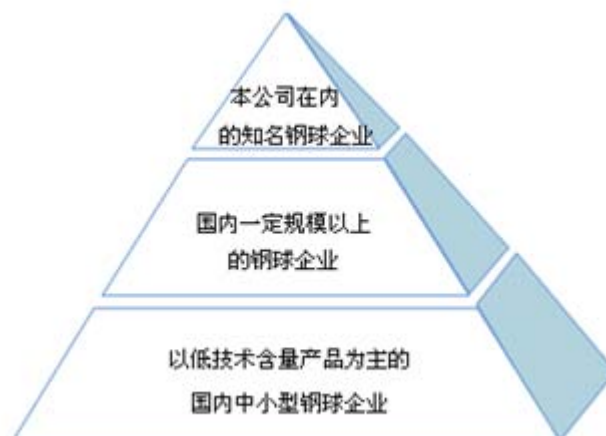 本公司在内
的知名钢球企业
国内一定规模以上
的钢球企业
以低技术含量产品为主的
国内中小型钢球企业